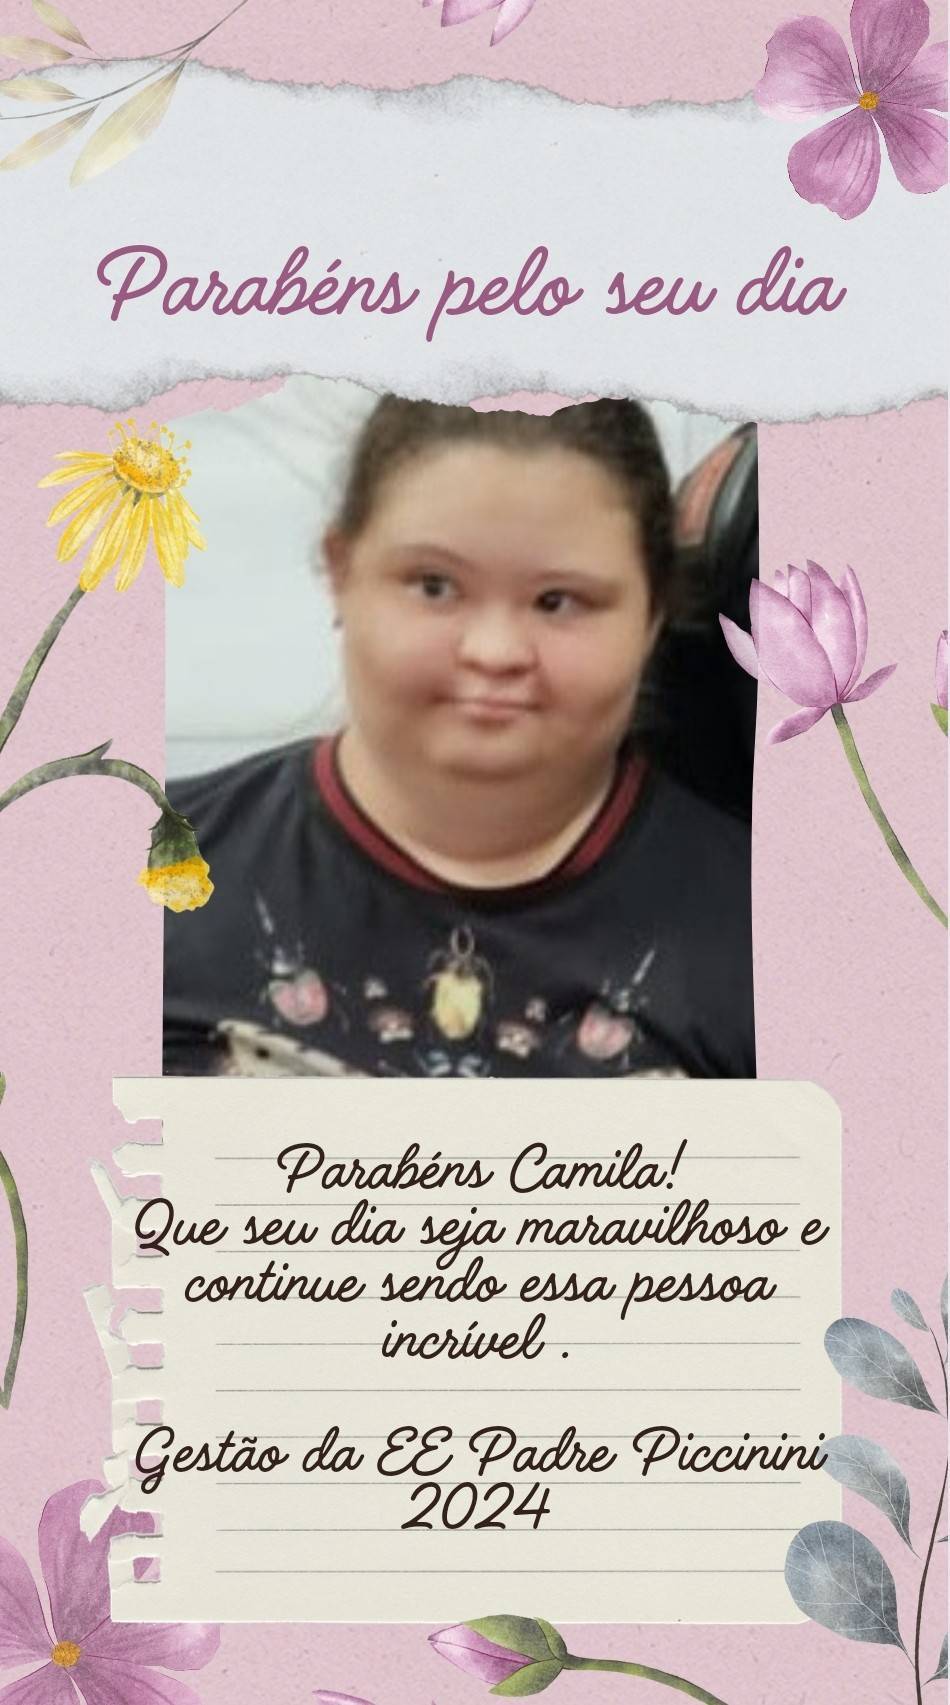 Parabéns pelo seu dia
Parabéns Camila!
Que seu dia seja maravilhoso e
continue sendo essa pessoa
incrível .
Gestão da EE Padre Piccinini
2024